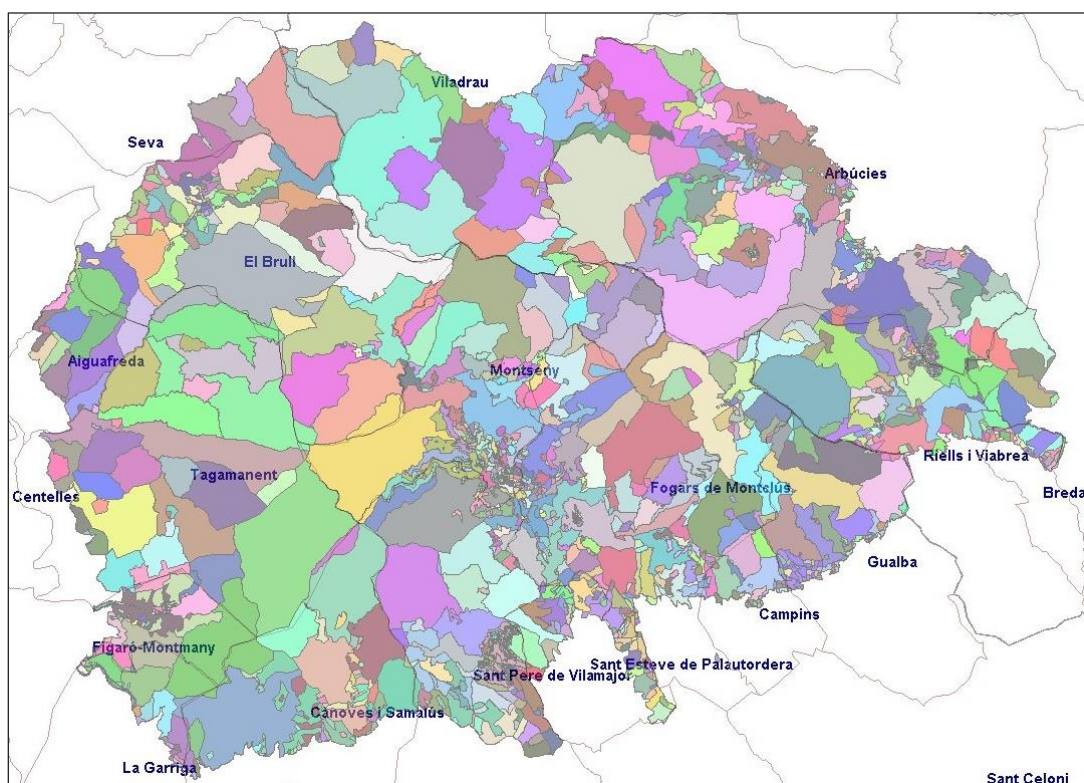 Viladrau
Seva
Arbúcies
El Brull
Aiguafreda
Montseny
Riells i Viabrea
Tagamanent
Fogars de Montclús
Centelles
Breda
Gualba
Campins
Figaró-Montmany
Sant Esteve de Palautordera
Sant Pere de Vilamajor
Cànoves i Samalús
La Garriga
Sant Celoni